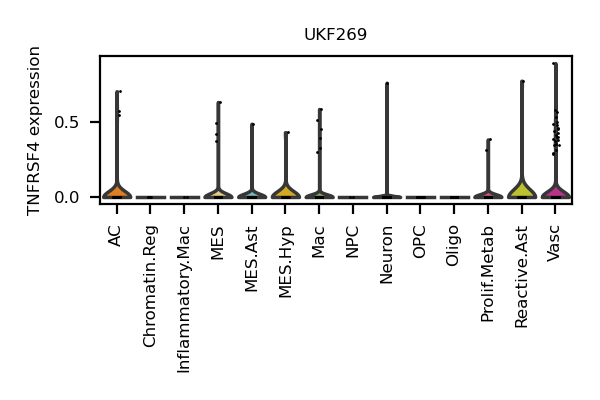 UKF269
TNFRSF4 expression
0.5
0.0
AC
Chromatin.Reg
Inflammatory.Mac
MES
MES.Ast
MES.Hyp
Mac
NPC
Neuron
OPC
Oligo
Prolif.Metab
Reactive.Ast
Vasc